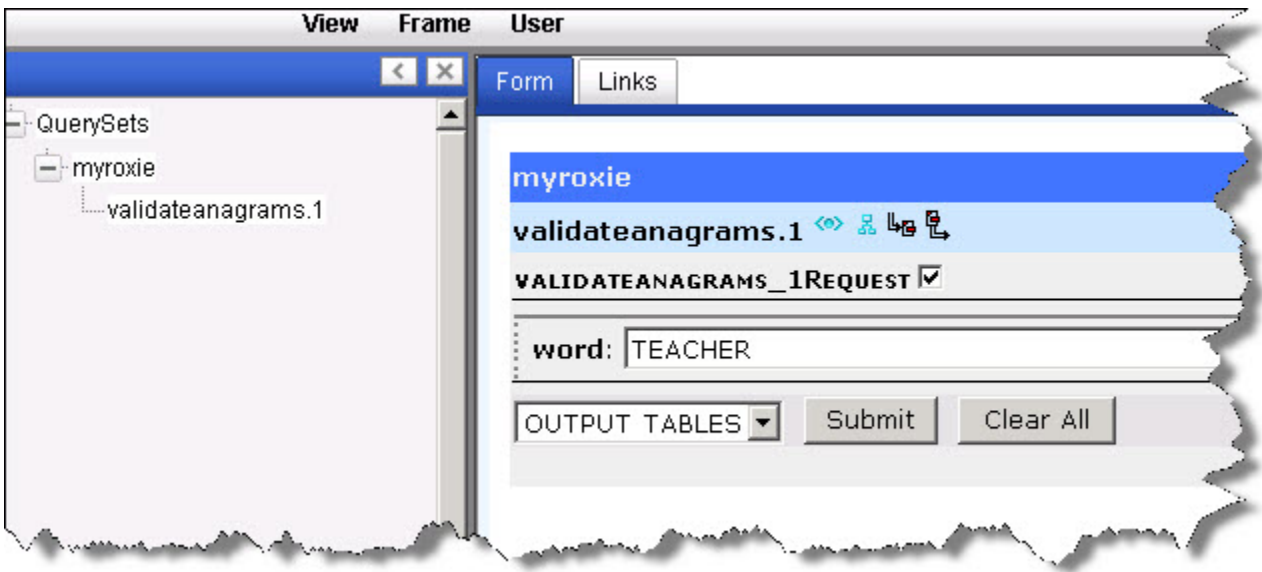 View Frame User
Form Links
QuerySets
myroxie
validateanagrams.1
myroxie
validateanagrams.1
VALIDATEANAGRAMS_1REQUEST
word: TEACHER
OUTPUT TABLES Submit Clear All